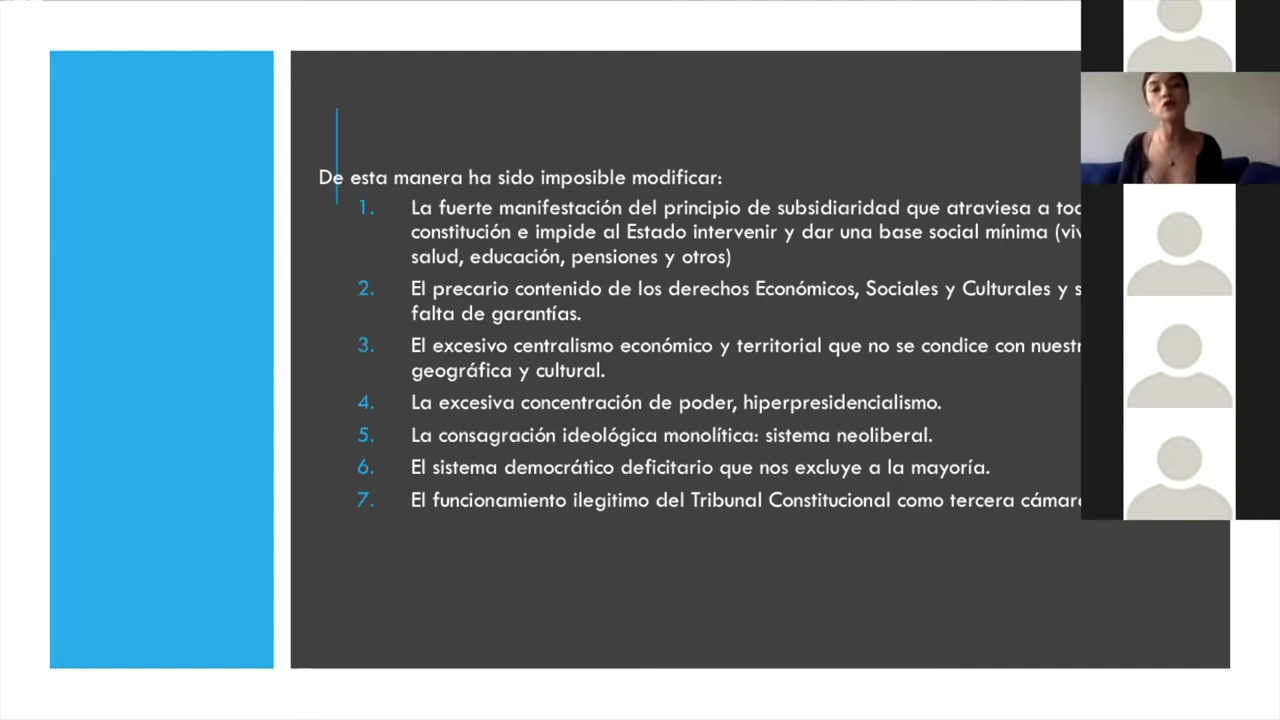 De esta manera ha sido imposible modificar:
1. La fuerte manifestación del principio de subsidiaridad que atraviesa a
constitución e impide al Estado intervenir y dar una base social mínima
salud, educación, pensiones y otros)
2. El precario contenido de los derechos Económicos, Sociales y Culturales y
falta de garantías.
3. El excesivo centralismo económico y territorial que no se condice con
geográfica y cultural.
4. La excesiva concentración de poder, hiperpresidencialismo.
5. La consagración ideológica monolítica: sistema neoliberal.
6. El sistema democrático deficitario que nos excluye a la mayoría.
7. El funcionamiento ilegitimo del Tribunal Constitucional como tercera